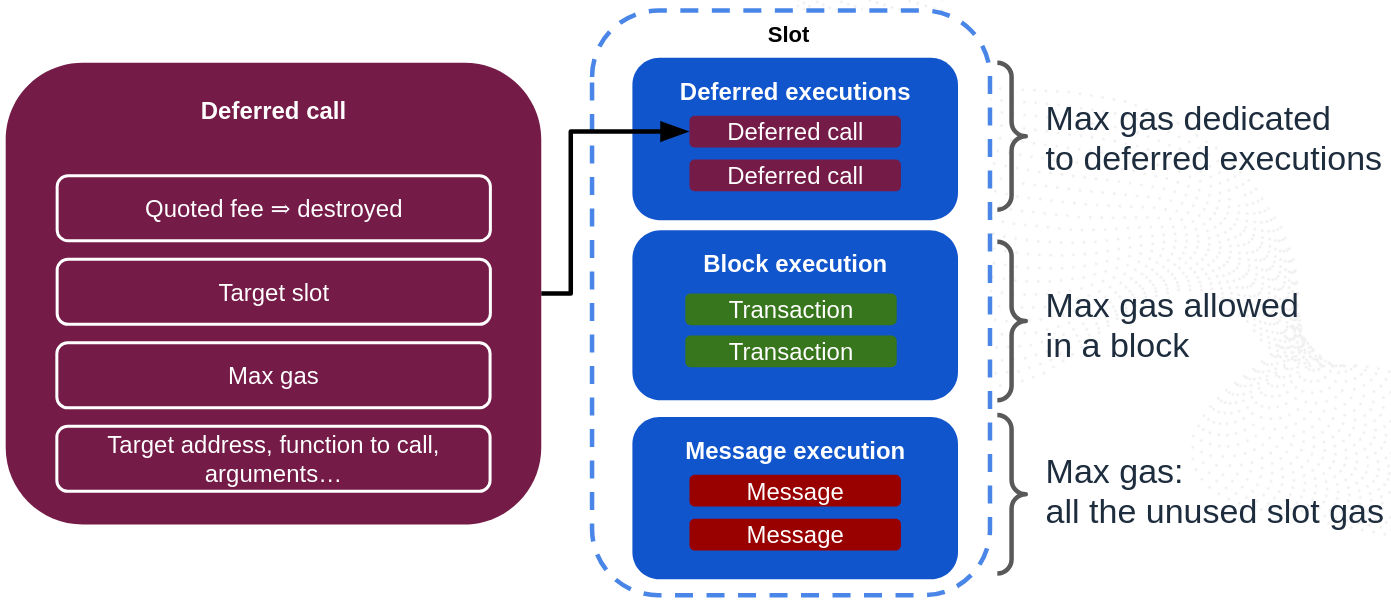 Deferred call
Quoted fee ⇒ destroyed
Target slot
Max gas
Target address, function to call,
arguments…
Slot
Deferred executions
Deferred call
Deferred call
Block execution
Transaction
Transaction
Message execution
Message
Message
Max gas dedicated
to deferred executions
Max gas allowed
in a block
Max gas:
all the unused slot gas